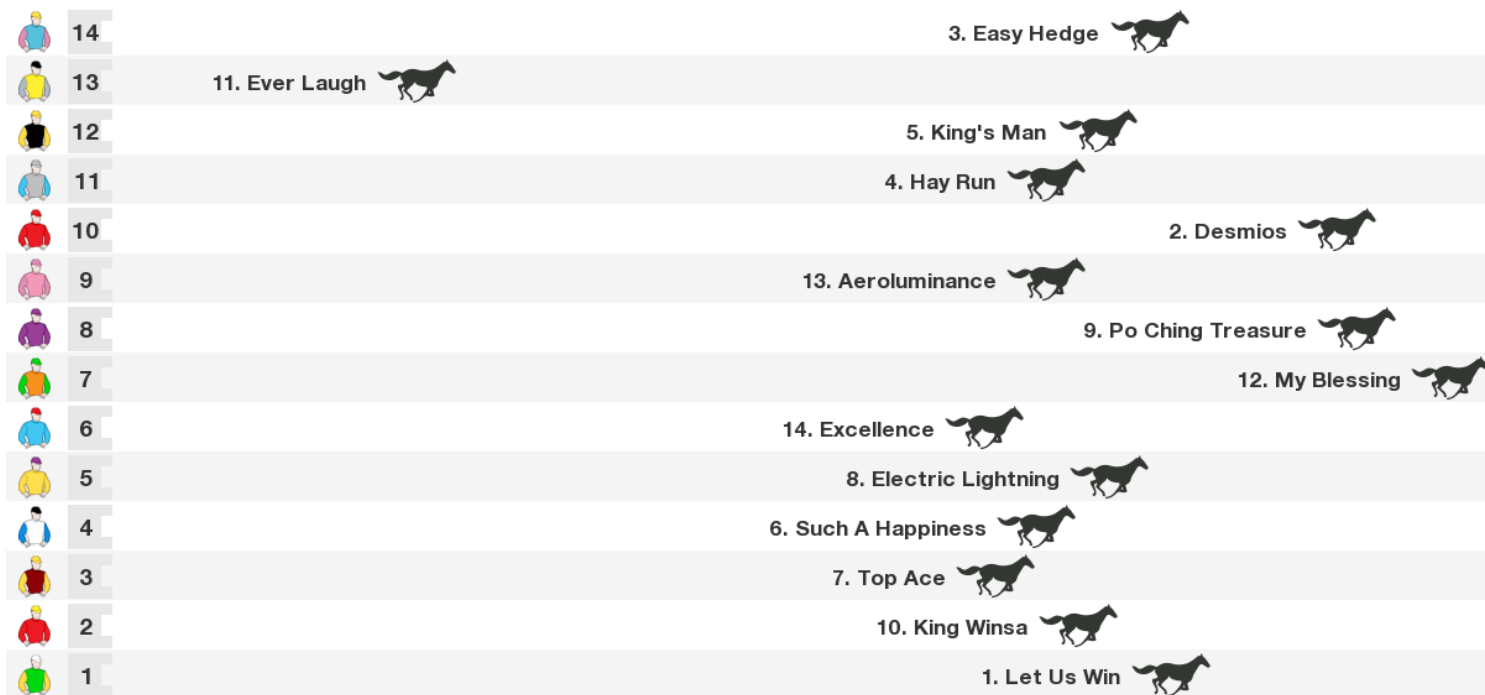 14 3. Easy Hedge
13 11. Ever Laugh
12 5. King's Man
11 4. Hay Run
10 2. Desmios
9 13. Aeroluminance
8 9. Po Ching Treasure
7 12. My Blessing
6 14. Excellence
5 8. Electric Lightning
4 6. Such A Happiness
3 7. Top Ace
2 10. King Winsa
1 1. Let Us Win